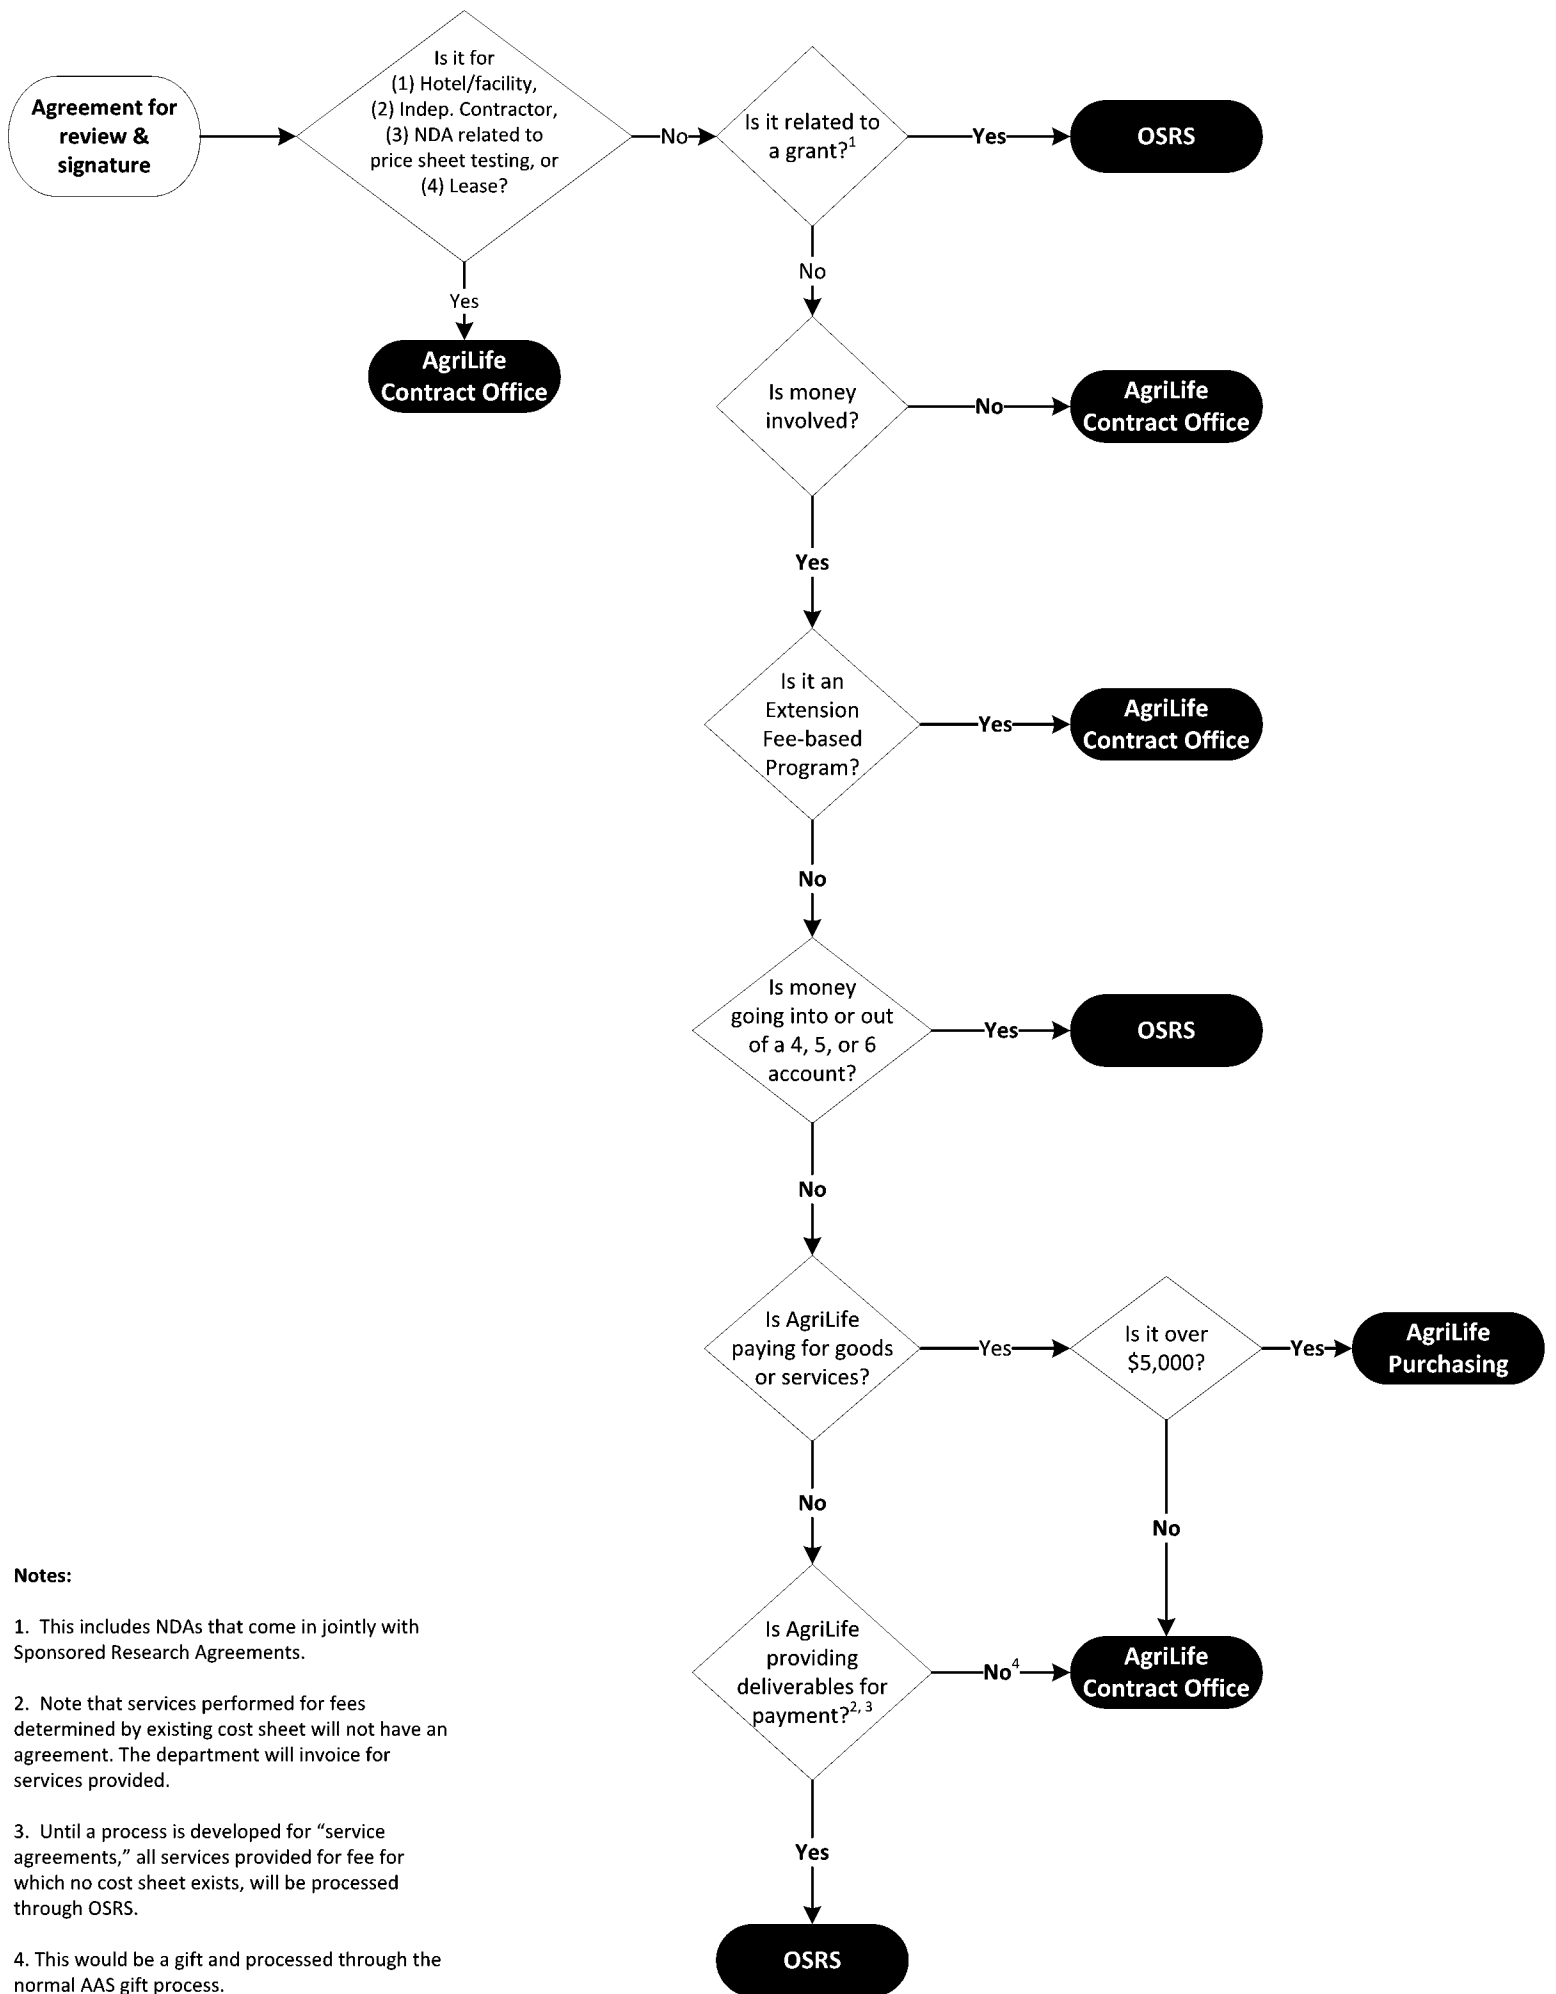 Agreement for
review &
signature
Is it for
(1) Hotel/facility,
(2) Indep. Contractor,
(3) NDA related to
price sheet testing, or
(4) Lease?
No
Is it related to
a grant?1
Yes
OSRS
Yes
AgriLife
Contract Office
No
Is money
involved?
No
AgriLife
Contract Office
Yes
Is it an
Extension
Fee-based
Program?
Yes
AgriLife
Contract Office
No
Is money
going into or out
of a 4, 5, or 6
account?
Yes
OSRS
No
Is AgriLife
paying for goods
or services?
Yes
Is it over
$5,000?
Yes
AgriLife
Purchasing
No
No
Is AgriLife
providing
deliverables for
payment?2, 3
No4
AgriLife
Contract Office
Yes
OSRS
Notes:
1. This includes NDAs that come in jointly with
Sponsored Research Agreements.
2. Note that services performed for fees
determined by existing cost sheet will not have an
agreement. The department will invoice for
services provided.
3. Until a process is developed for “service
agreements,” all services provided for fee for
which no cost sheet exists, will be processed
through OSRS.
4. This would be a gift and processed through the
normal AAS gift process.